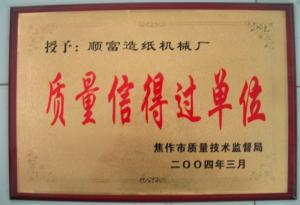 授予：顺富造纸机械厂
质量信得过单位
焦作市质量技术监督局
二〇〇四年三月